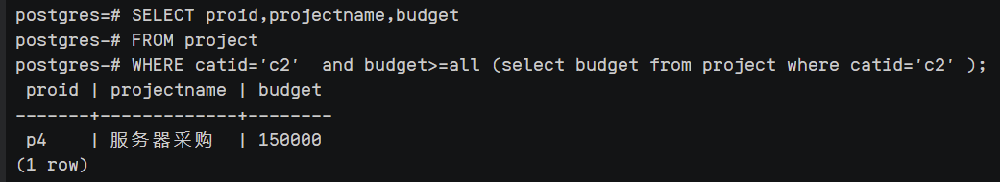 postgres=# SELECT proid,projectname,budget
postgres-# FROM project
postgres-# WHERE catid='c2'  and budget>=all (select budget from project where catid='c2' );
 proid | projectname | budget
-------+-------------+--------
 p4    | 服务器采购  | 150000
(1 row)